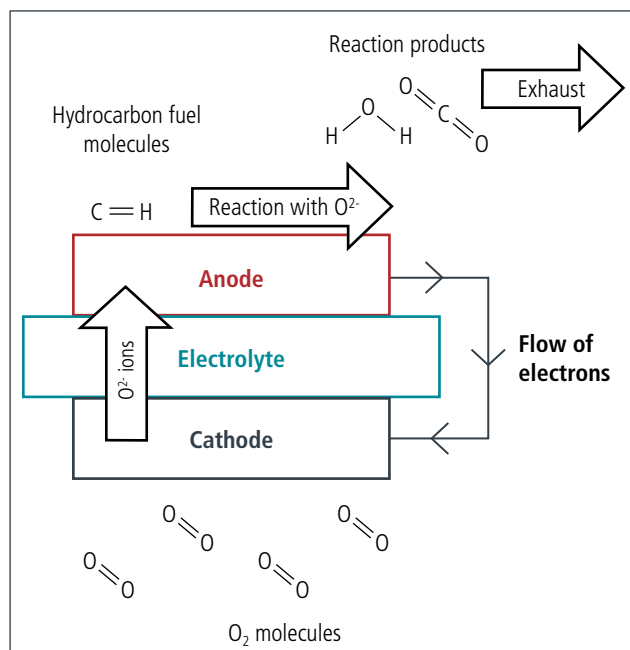 Reaction products
Exhaust
O
C
O
O
H
H
Hydrocarbon fuel
molecules
C=H
Reaction with O²⁻
Anode
O²⁻ ions
Electrolyte
Flow of
electrons
Cathode
O=O
O=O
O=O
O=O
O₂ molecules